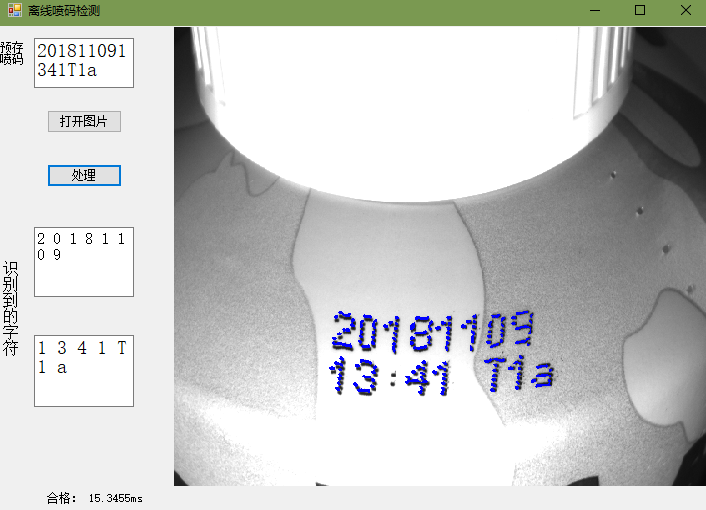 离线喷码检测
预存
喷码
201811091
341T1a
打开图片
处理
识别到的字符
2 0 1 8 1 1
0 9
1 3 4 1 T
1 a
20181109
13:41 T1a
合格: 15.3455ms